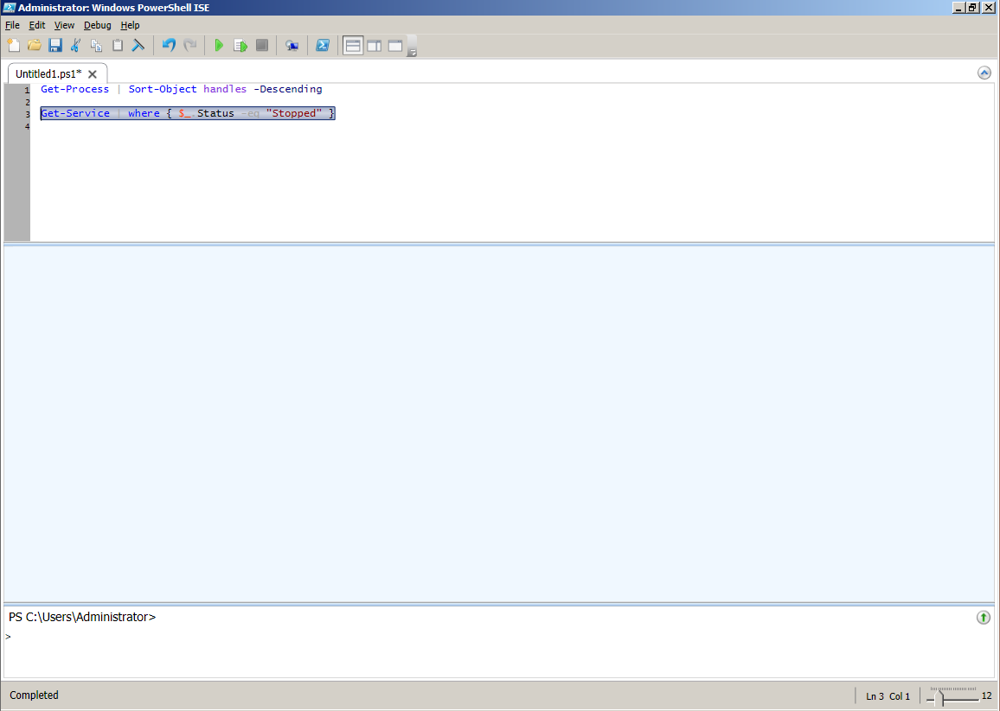 Administrator: Windows PowerShell ISE
File Edit View Debug Help
Untitled1.ps1*
1 Get-Process | Sort-Object handles -Descending
2
3 Get-Service | where { $_.Status -eq "Stopped" }
4
PS C:\Users\Administrator>
>
Completed Ln 3 Col 1 12